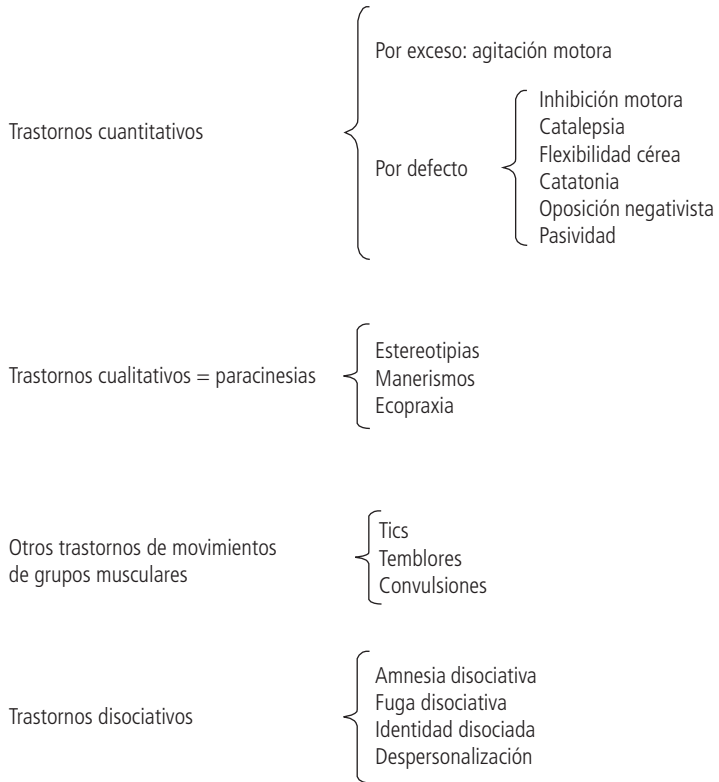 Trastornos cuantitativos
Por exceso: agitación motora
Por defecto
Inhibición motora
Catalepsia
Flexibilidad cérea
Catatonia
Oposición negativista
Pasividad
Trastornos cualitativos = paracinesias
Estereotipias
Manerismos
Ecopraxia
Otros trastornos de movimientos
de grupos musculares
Tics
Temblores
Convulsiones
Trastornos disociativos
Amnesia disociativa
Fuga disociativa
Identidad disociada
Despersonalización